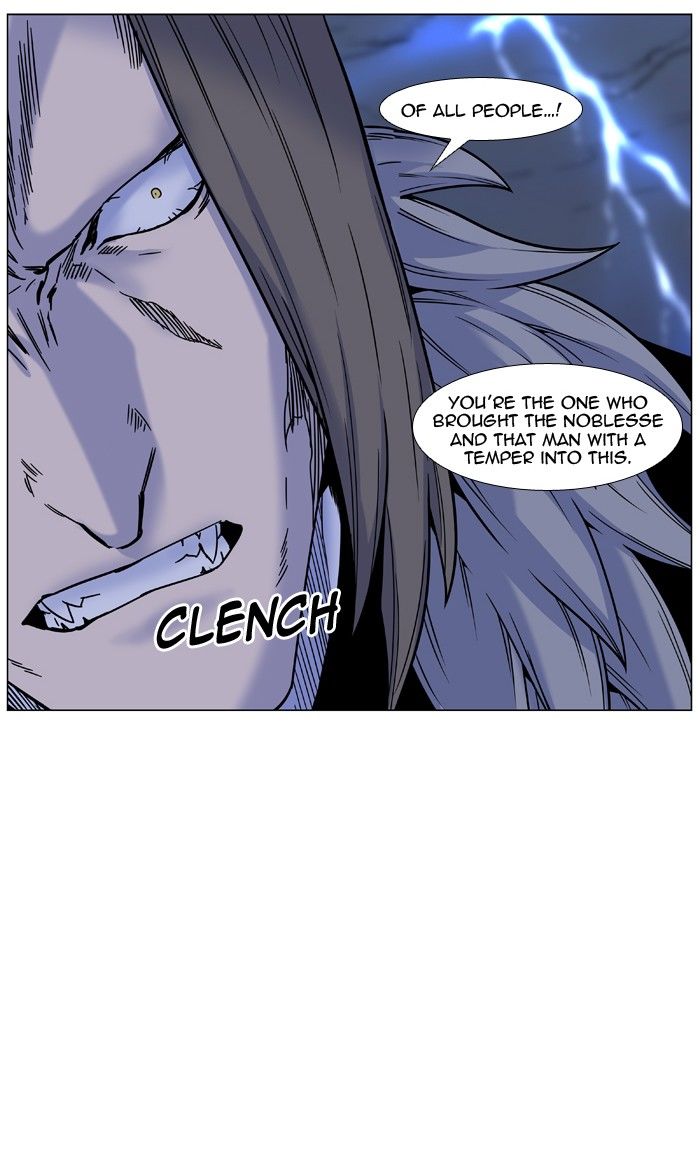 OF ALL PEOPLE...!
YOU'RE THE ONE WHO
BROUGHT THE NOBLESSE
AND THAT MAN WITH A
TEMPER INTO THIS.
CLENCH